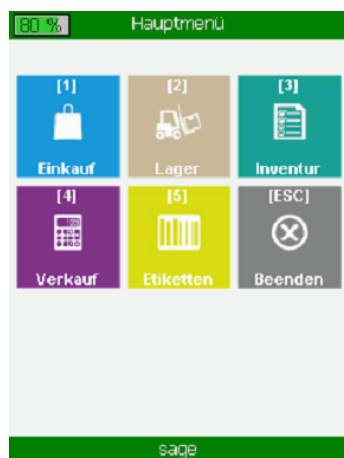 80 % Hauptmenü
[1] [2] [3]
Einkauf Lager Inventur
[4] [5] [ESC]
Verkauf Etiketten Beenden
sage